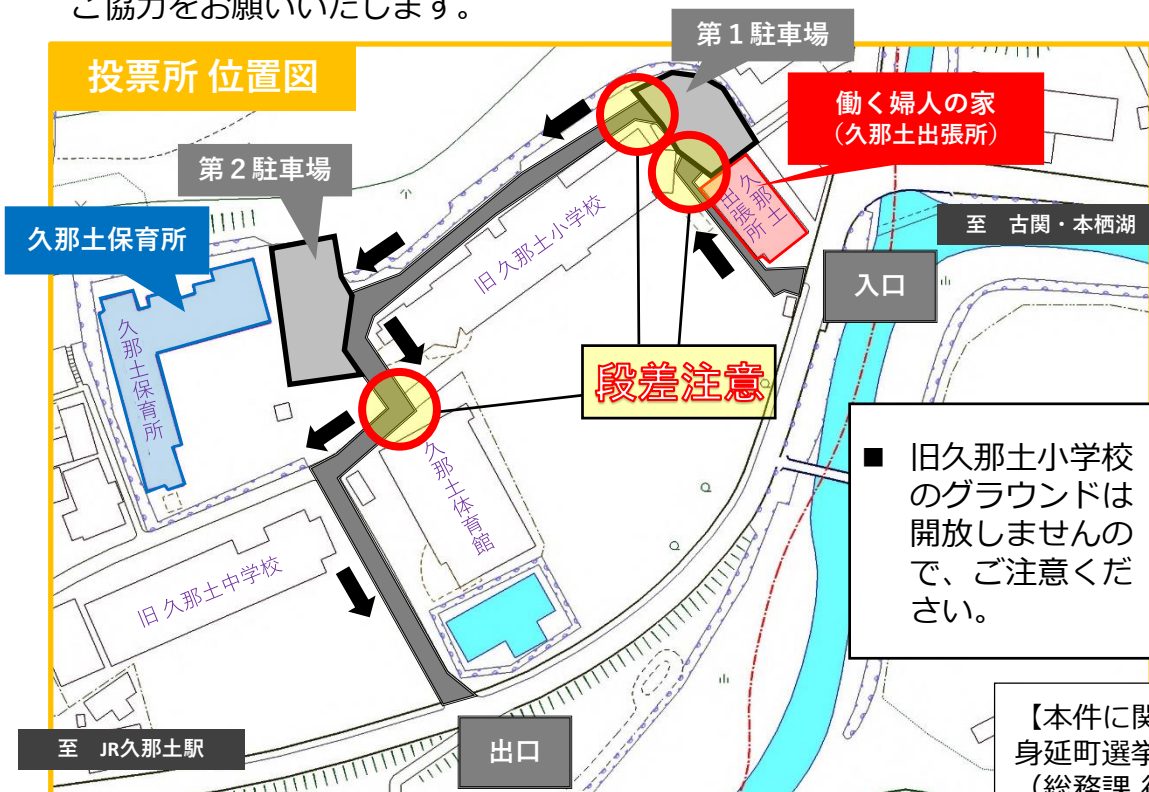 ご協力をお願いいたします。
投票所 位置図
第１駐車場
働く婦人の家
（久那土出張所）
第２駐車場
久那土保育所
旧 久那土小学校
久那土
出張所
至 古関・本栖湖
入口
久那土保育所
段差注意
久那土体育館
■ 旧久那土小学校
のグラウンドは
開放しませんの
で、ご注意くだ
さい。
旧 久那土中学校
至 JR久那土駅
出口
【本件に関
身延町選挙
（総務課